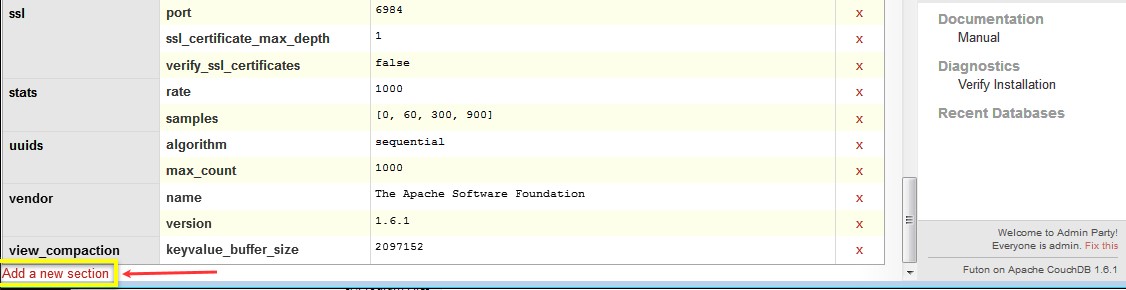 ssl port 6984 x
ssl_certificate_max_depth 1 x
verify_ssl_certificates false x
stats rate 1000 x
samples [0, 60, 300, 900] x
uuids algorithm sequential x
max_count 1000 x
vendor name The Apache Software Foundation x
version 1.6.1 x
view_compaction keyvalue_buffer_size 2097152 x
Add a new section
Documentation
Manual
Diagnostics
Verify Installation
Recent Databases
Welcome to Admin Party!
Everyone is admin. Fix this
Futon on Apache CouchDB 1.6.1